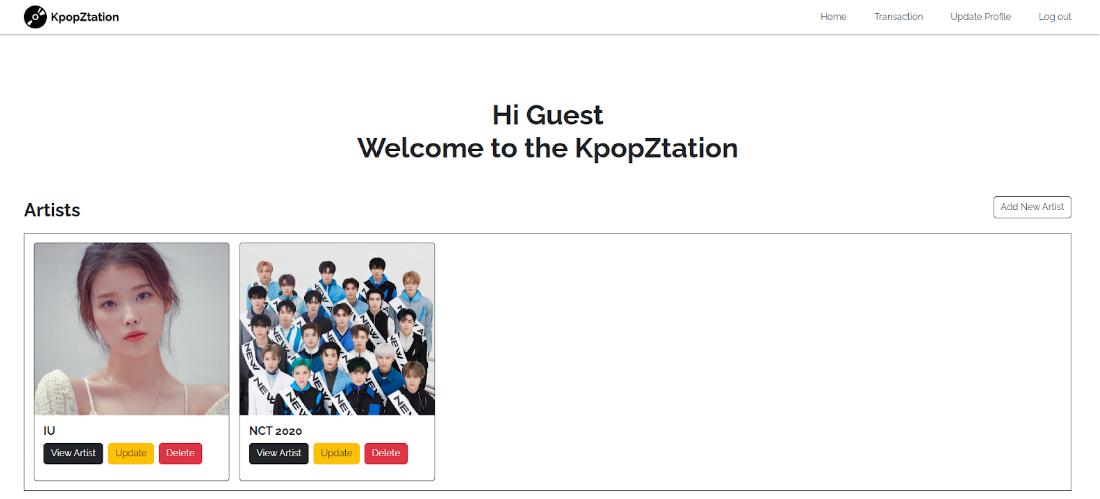 KpopZtation
Home Transaction Update Profile Log out
Hi Guest
Welcome to the KpopZtation
Artists
Add New Artist
IU
View Artist Update Delete
NCT 2020
View Artist Update Delete